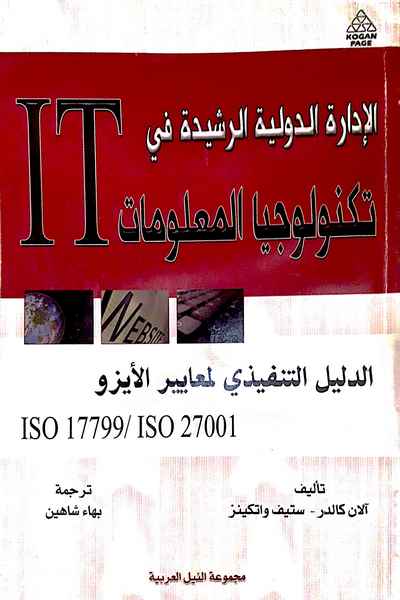 KOGAN
PAGE
الإدارة الدولية الرشيدة في
تكنولوجيا المعلومات IT
WEBSITE
الدليل التنفيذي لمعايير الأيزو
ISO 17799/ ISO 27001
تأليف
آلان كالدر - ستيف واتكينز
ترجمة
بهاء شاهين
مجموعة النيل العربية